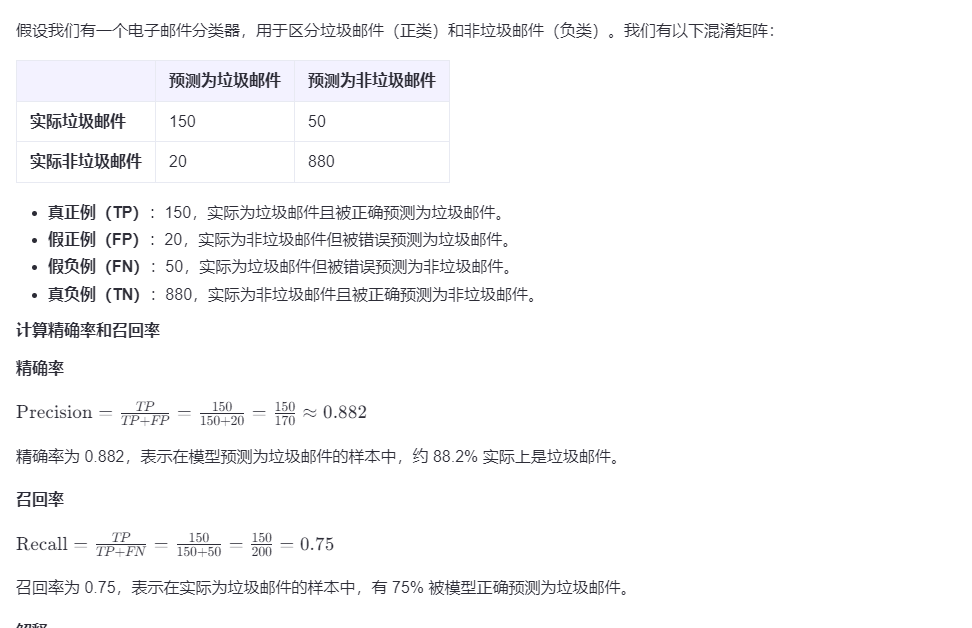 假设我们有一个电子邮件分类器，用于区分垃圾邮件（正类）和非垃圾邮件（负类）。我们有以下混淆矩阵：
预测为垃圾邮件 预测为非垃圾邮件
实际垃圾邮件 150 50
实际非垃圾邮件 20 880
• 真正例（TP）：150，实际为垃圾邮件且被正确预测为垃圾邮件。
• 假正例（FP）：20，实际为非垃圾邮件但被错误预测为垃圾邮件。
• 假负例（FN）：50，实际为垃圾邮件但被错误预测为非垃圾邮件。
• 真负例（TN）：880，实际为非垃圾邮件且被正确预测为非垃圾邮件。
计算精确率和召回率
精确率
Precision = TP/(TP+FP) = 150/(150+20) = 150/170 ≈ 0.882
精确率为 0.882，表示在模型预测为垃圾邮件的样本中，约 88.2% 实际上是垃圾邮件。
召回率
Recall = TP/(TP+FN) = 150/(150+50) = 150/200 = 0.75
召回率为 0.75，表示在实际为垃圾邮件的样本中，有 75% 被模型正确预测为垃圾邮件。